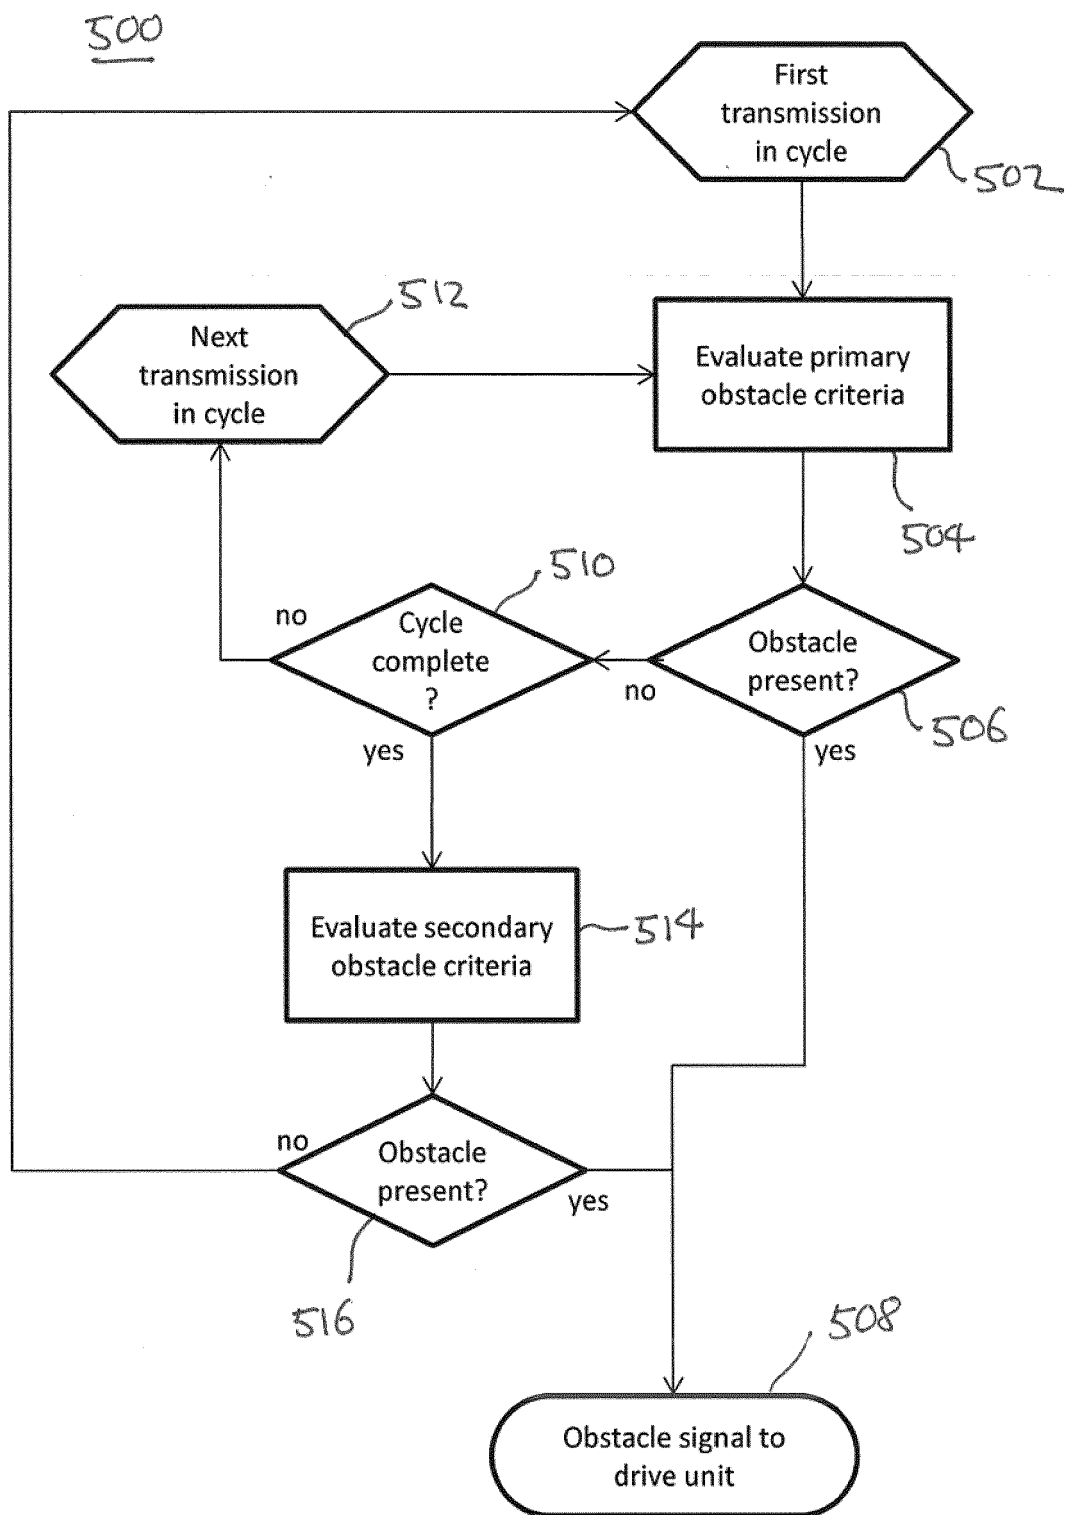 500
First
transmission
in cycle
502
512
Next
transmission
in cycle
Evaluate primary
obstacle criteria
504
510
no
Cycle
complete
?
no
Obstacle
present?
506
yes
yes
Evaluate secondary
obstacle criteria
514
no
Obstacle
present?
yes
516
508
Obstacle signal to
drive unit